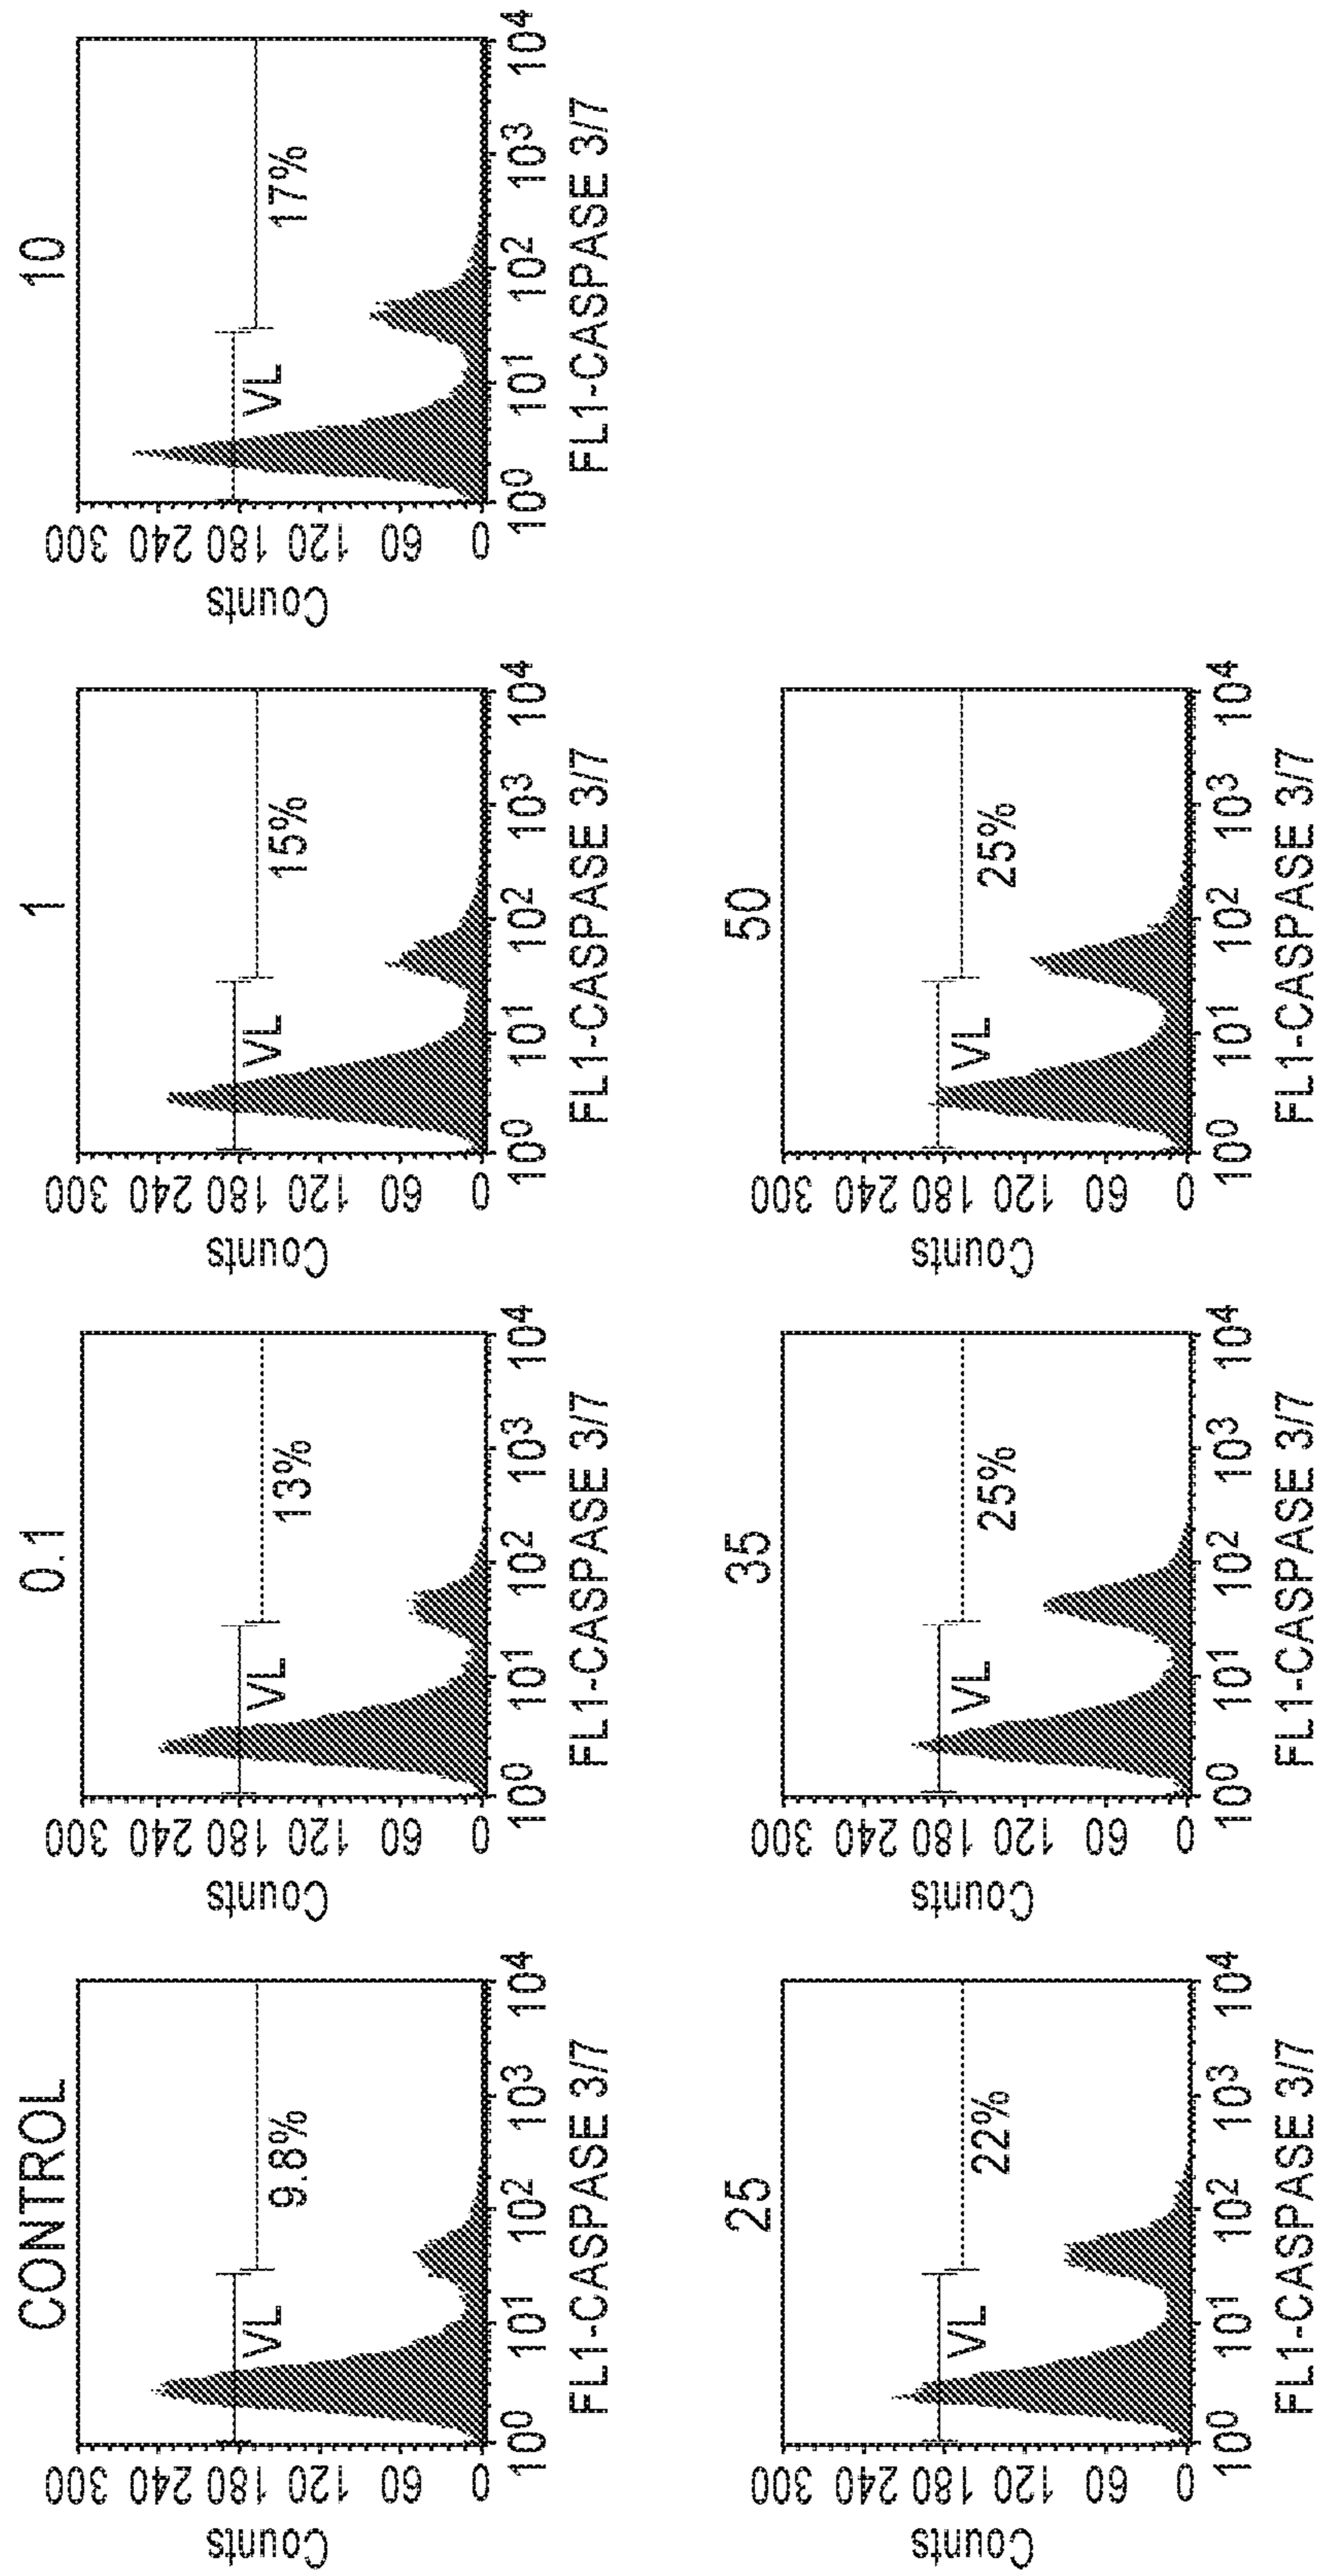 CONTROL
Counts
300 240 180 120 60 0
VL
9.8%
10⁰ 10¹ 10² 10³ 10⁴
FL1-CASPASE 3/7
0.1
Counts
300 240 180 120 60 0
VL
13%
10⁰ 10¹ 10² 10³ 10⁴
FL1-CASPASE 3/7
1
Counts
300 240 180 120 60 0
VL
15%
10⁰ 10¹ 10² 10³ 10⁴
FL1-CASPASE 3/7
10
Counts
300 240 180 120 60 0
VL
17%
10⁰ 10¹ 10² 10³ 10⁴
FL1-CASPASE 3/7
25
Counts
300 240 180 120 60 0
VL
22%
10⁰ 10¹ 10² 10³ 10⁴
FL1-CASPASE 3/7
35
Counts
300 240 180 120 60 0
VL
25%
10⁰ 10¹ 10² 10³ 10⁴
FL1-CASPASE 3/7
50
Counts
300 240 180 120 60 0
VL
25%
10⁰ 10¹ 10² 10³ 10⁴
FL1-CASPASE 3/7